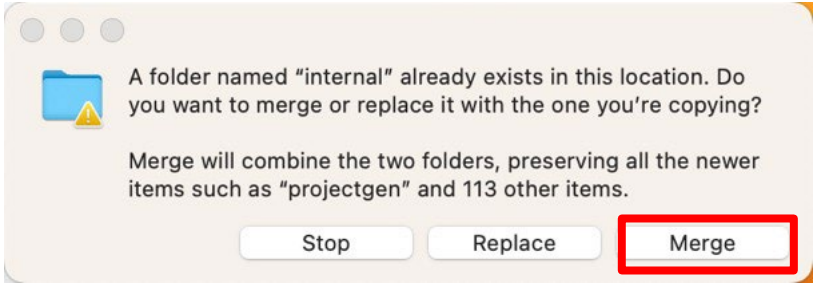 A folder named “internal” already exists in this location. Do
you want to merge or replace it with the one you’re copying?
Merge will combine the two folders, preserving all the newer
items such as “projectgen” and 113 other items.
Stop Replace Merge